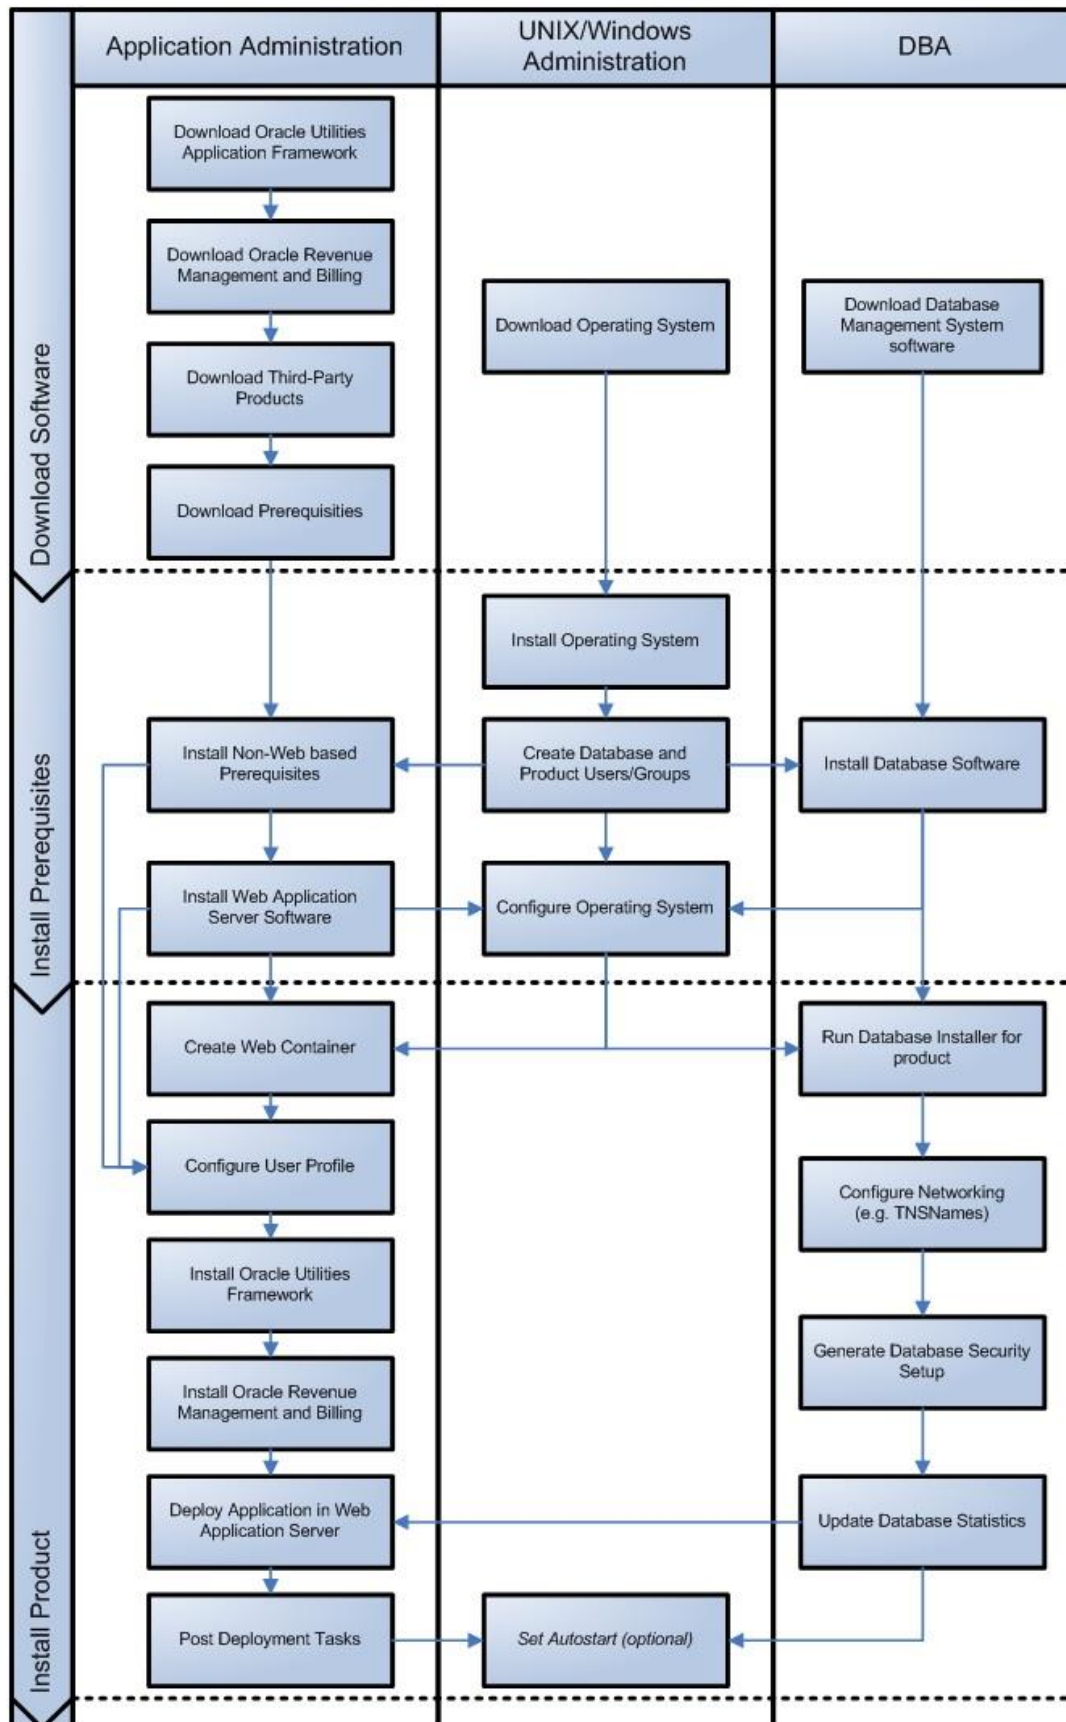 Application Administration
UNIX/Windows
Administration
DBA
Download Software
Download Oracle Utilities
Application Framework
Download Oracle Revenue
Management and Billing
Download Third-Party
Products
Download Prerequisities
Download Operating System
Download Database
Management System
software
Install Prerequisites
Install Operating System
Install Non-Web based
Prerequisites
Create Database and
Product Users/Groups
Install Database Software
Install Web Application
Server Software
Configure Operating System
Install Product
Create Web Container
Run Database Installer for
product
Configure User Profile
Configure Networking
(e.g. TNSNames)
Install Oracle Utilities
Framework
Generate Database Security
Setup
Install Oracle Revenue
Management and Billing
Deploy Application in Web
Application Server
Update Database Statistics
Post Deployment Tasks
Set Autostart (optional)